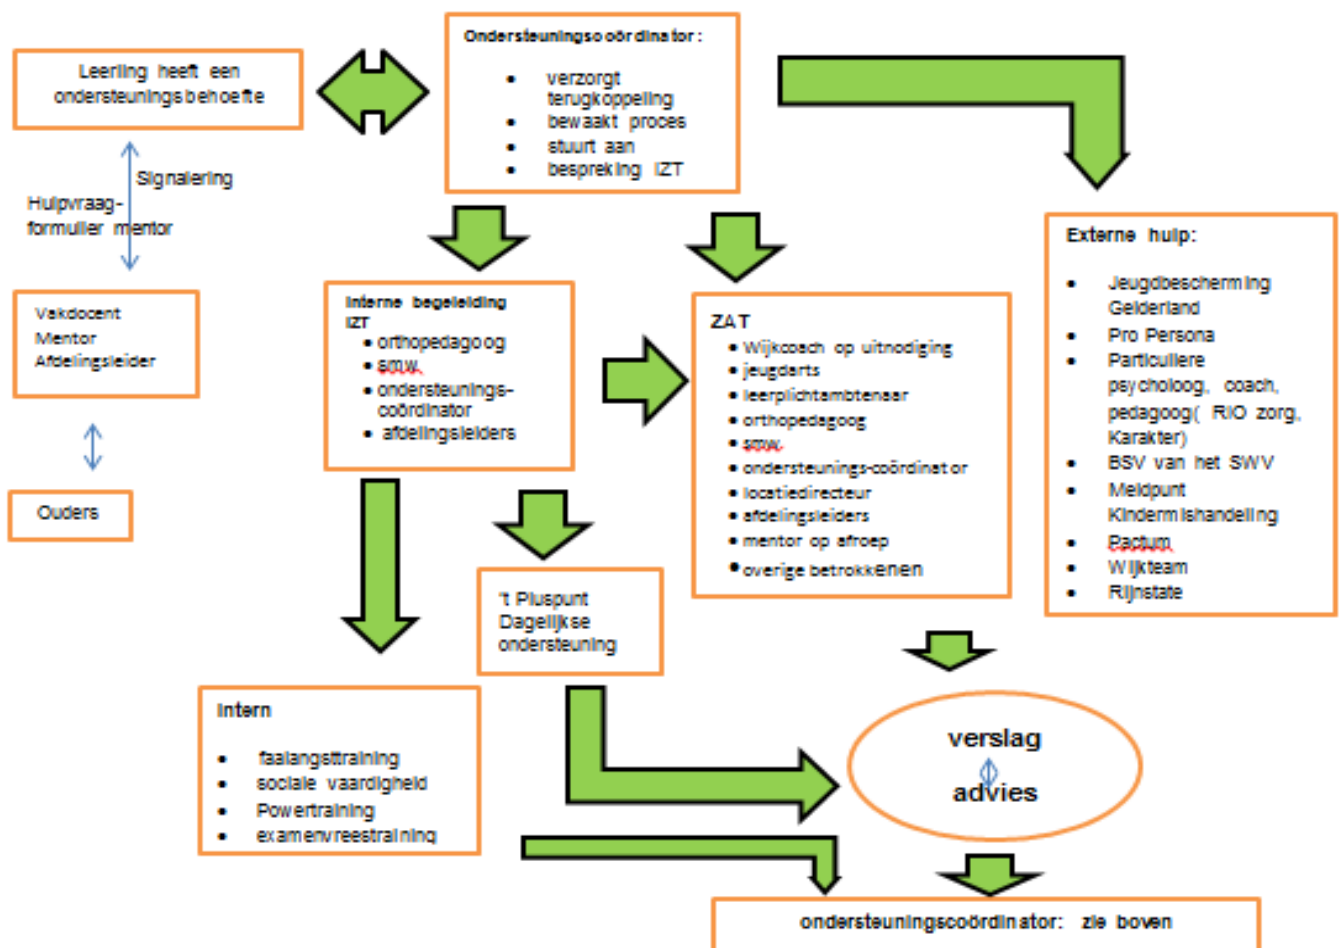 Leerling heeft een
ondersteuningsbehoefte
Ondersteuningscoördinator:
• verzorgt
terugkoppeling
• bewaakt proces
• stuurt aan
• bespreking IZT
Signalering
Hulpvraag-
formulier mentor
Vakdocent
Mentor
Afdelingsleider
Ouders
Interne begeleiding
IZT
• orthopedagoog
• smw.
• ondersteunings-
coördinator
• afdelingsleiders
ZAT
• Wijkcoach op uitnodiging
• jeugdarts
• leerplichtambtenaar
• orthopedagoog
• smw.
• ondersteunings-coördinator
• locatiedirecteur
• afdelingsleiders
• mentor op afroep
• overige betrokkenen
Externe hulp:
• Jeugdbescherming
Gelderland
• Pro Persona
• Particuliere
psycholoog, coach,
pedagoog( RIO zorg,
Karakter)
• BSV van het SWV
• Meldpunt
Kindermishandeling
• Pactum
• Wijkteam
• Rijnstate
't Pluspunt
Dagelijkse
ondersteuning
Intern
• faalangsttraining
• sociale vaardigheid
• Powertraining
• examenvreestraining
verslag
advies
ondersteuningscoördinator: zie boven